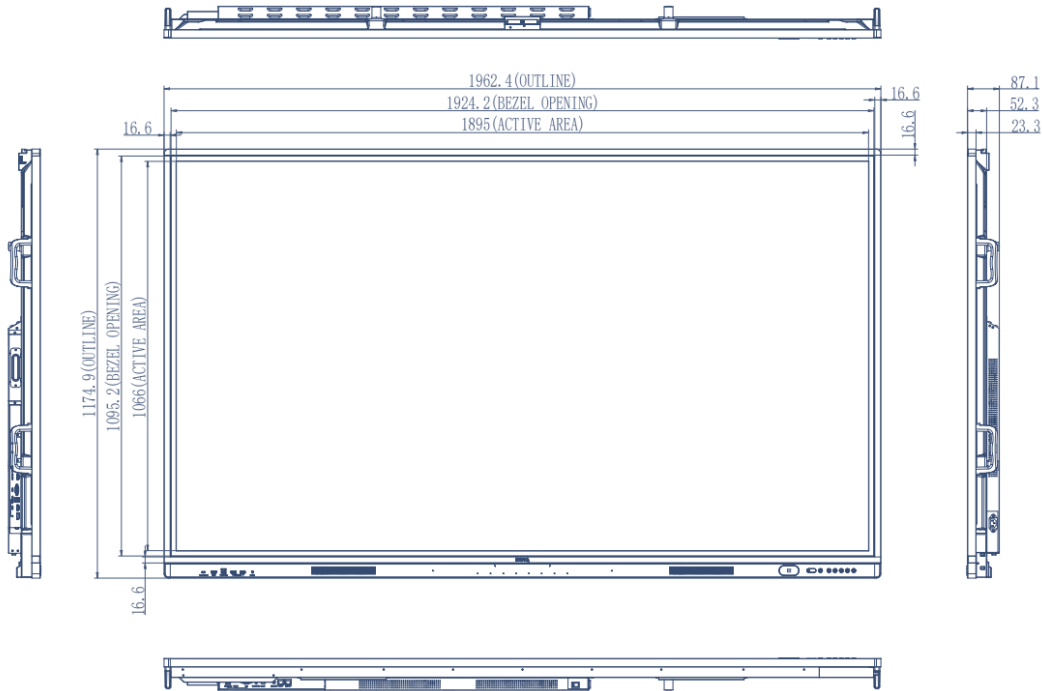 1962.4(OUTLINE)
1924.2(BEZEL OPENING)
1895(ACTIVE AREA)
16.6
16.6
16.6
87.1
52.3
23.3
1174.9(OUTLINE)
1095.2(BEZEL OPENING)
1066(ACTIVE AREA)
16.6